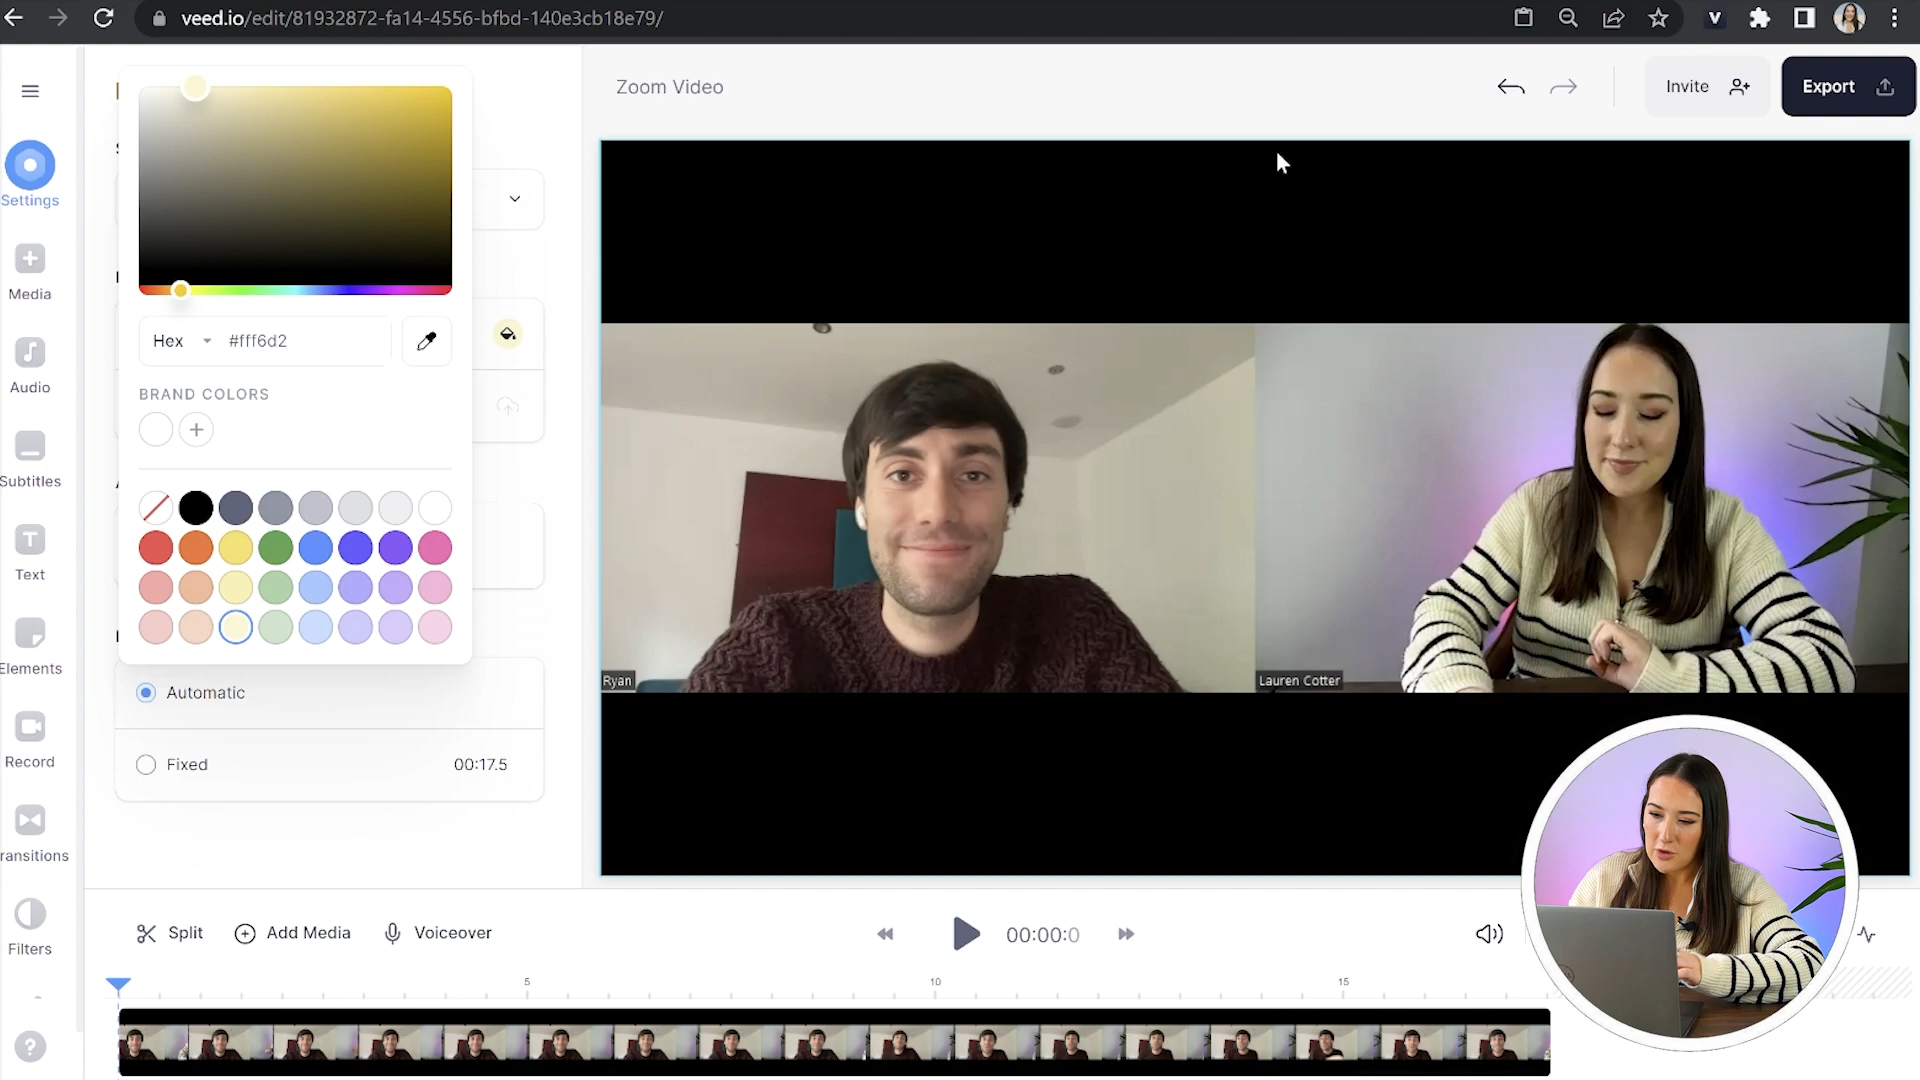 veed.io/edit/81932872-fa14-4556-bfbd-140e3cb18e79/
V
Zoom Video
Invite
Export
Settings
Media
Audio
Subtitles
Text
Elements
Record
ransitions
Filters
?
Hex
#fff6d2
BRAND COLORS
Automatic
Fixed
00:17.5
Ryan
Lauren Cotter
Split
Add Media
Voiceover
00:00:0
5
10
15